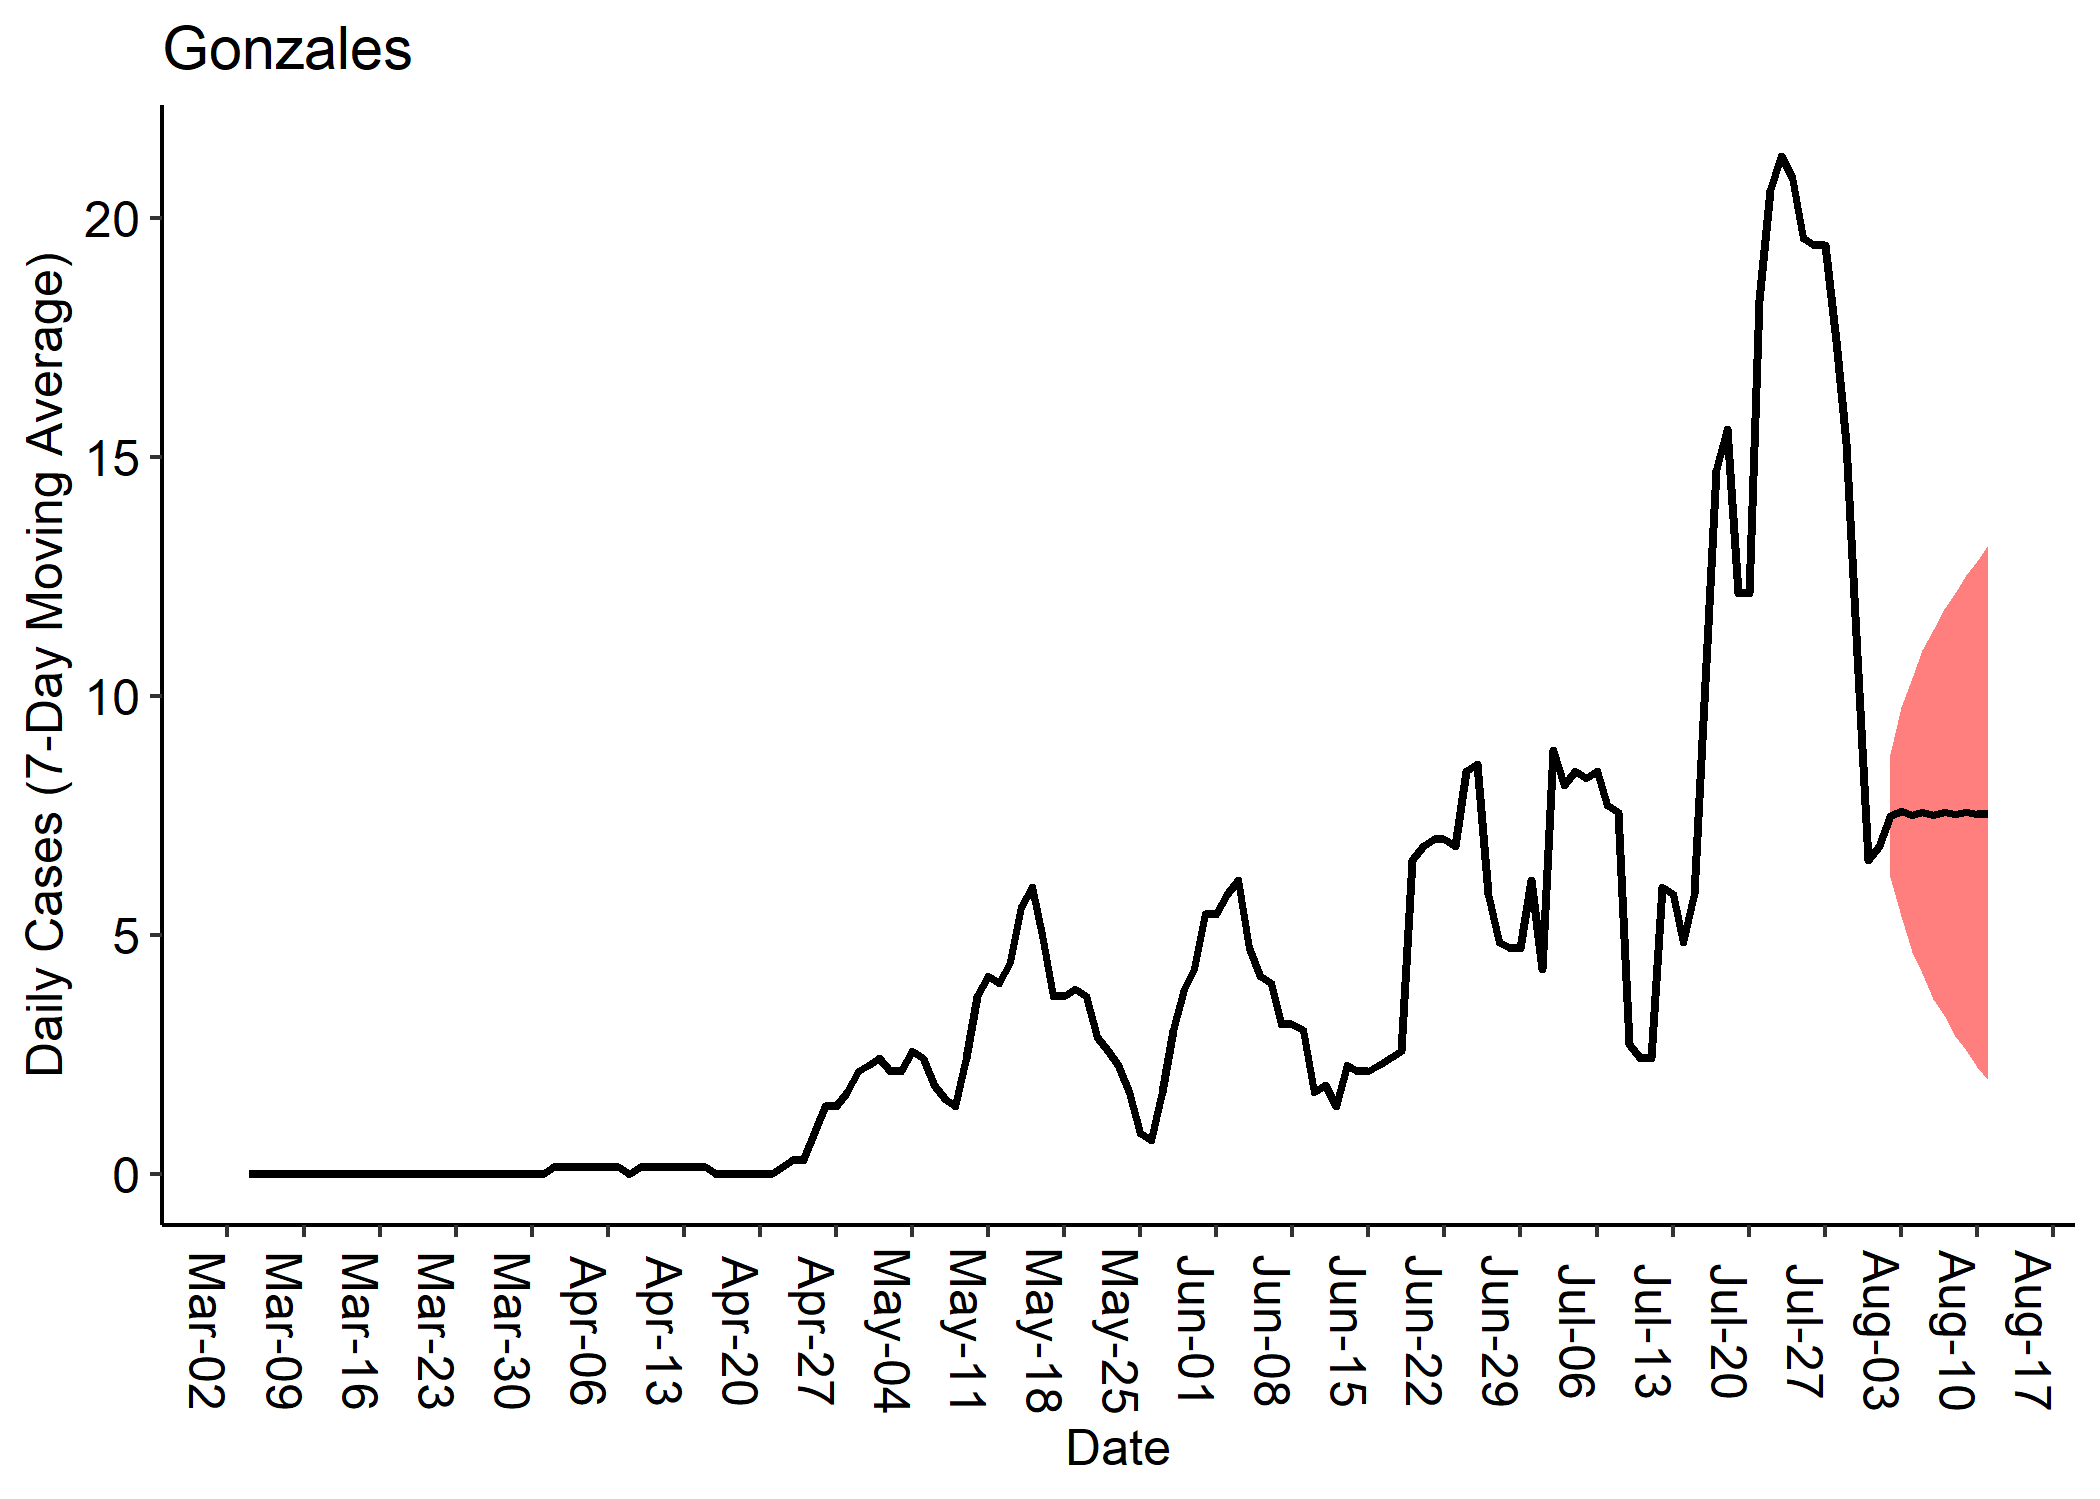 Gonzales
Daily Cases (7-Day Moving Average)
20
15
10
5
0
Mar-02
Mar-09
Mar-16
Mar-23
Mar-30
Apr-06
Apr-13
Apr-20
Apr-27
May-04
May-11
May-18
May-25
Jun-01
Jun-08
Jun-15
Jun-22
Jun-29
Jul-06
Jul-13
Jul-20
Jul-27
Aug-03
Aug-10
Aug-17
Date